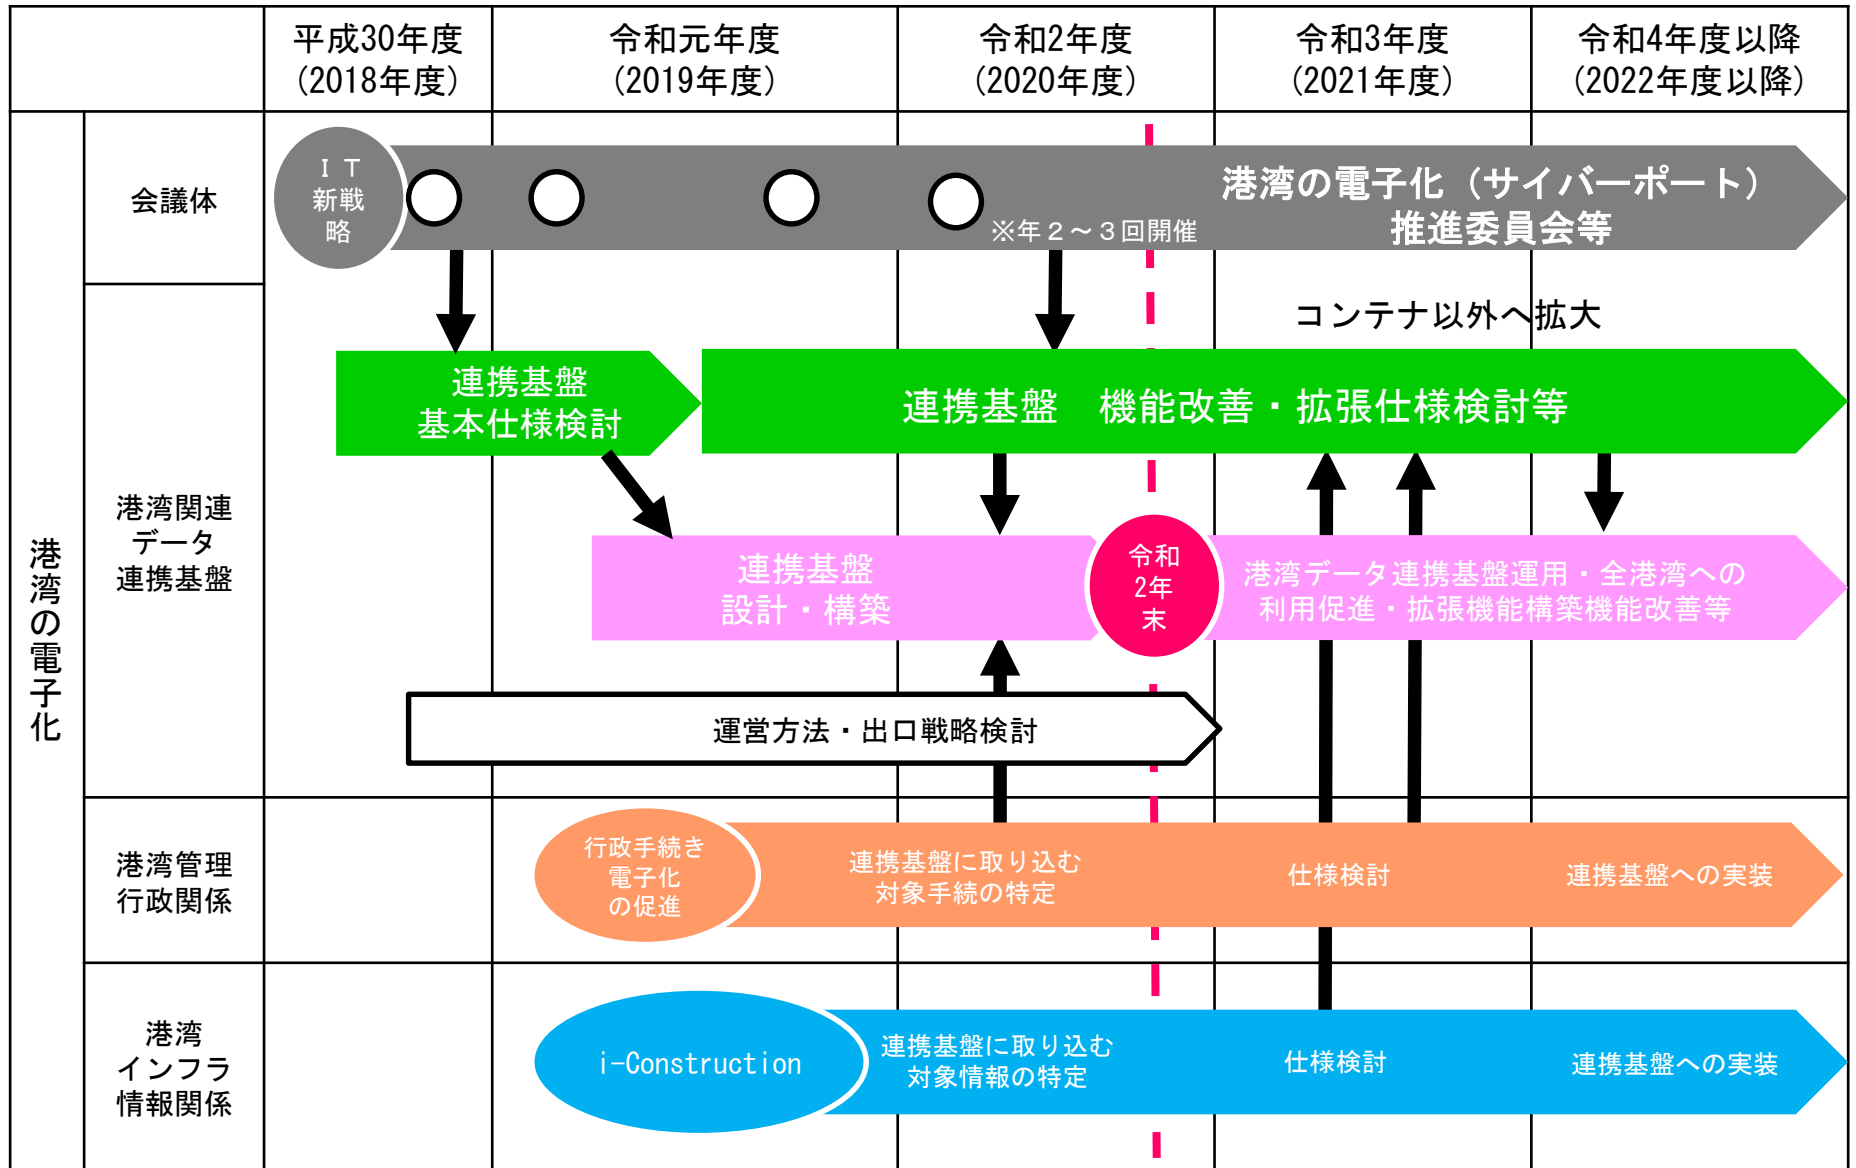 平成30年度
(2018年度)
令和元年度
(2019年度)
令和2年度
(2020年度)
令和3年度
(2021年度)
令和4年度以降
(2022年度以降)
港湾の電子化
会議体
ＩＴ
新戦
略
※年２～３回開催
港湾の電子化（サイバーポート）
推進委員会等
港湾関連
データ
連携基盤
コンテナ以外へ拡大
連携基盤
基本仕様検討
連携基盤　機能改善・拡張仕様検討等
連携基盤
設計・構築
令和
2年
末
港湾データ連携基盤運用・全港湾への
利用促進・拡張機能構築機能改善等
運営方法・出口戦略検討
港湾管理
行政関係
行政手続き
電子化
の促進
連携基盤に取り込む
対象手続の特定
仕様検討
連携基盤への実装
港湾
インフラ
情報関係
i-Construction
連携基盤に取り込む
対象情報の特定
仕様検討
連携基盤への実装